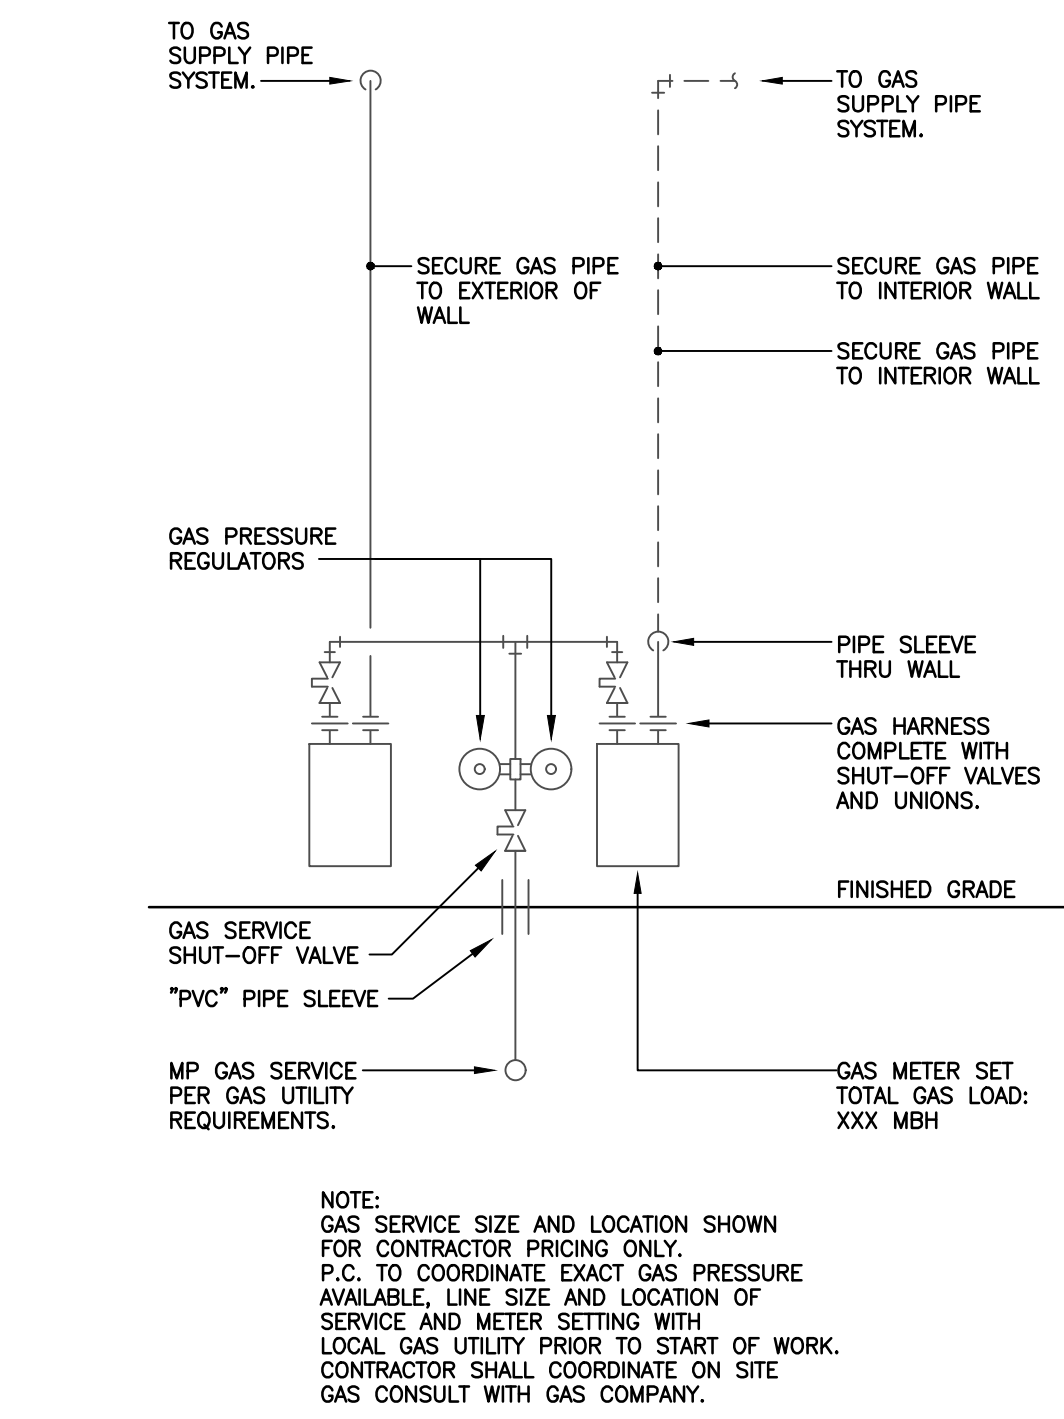 TO GAS
SUPPLY PIPE
SYSTEM.
TO GAS
SUPPLY PIPE
SYSTEM.
SECURE GAS PIPE
TO EXTERIOR OF
WALL
SECURE GAS PIPE
TO INTERIOR WALL
SECURE GAS PIPE
TO INTERIOR WALL
GAS PRESSURE
REGULATORS
PIPE SLEEVE
THRU WALL
GAS HARNESS
COMPLETE WITH
SHUT-OFF VALVES
AND UNIONS.
FINISHED GRADE
GAS SERVICE
SHUT-OFF VALVE
"PVC" PIPE SLEEVE
MP GAS SERVICE
PER GAS UTILITY
REQUIREMENTS.
GAS METER SET
TOTAL GAS LOAD:
XXX MBH
NOTE:
GAS SERVICE SIZE AND LOCATION SHOWN
FOR CONTRACTOR PRICING ONLY.
P.C. TO COORDINATE EXACT GAS PRESSURE
AVAILABLE, LINE SIZE AND LOCATION OF
SERVICE AND METER SETTING WITH
LOCAL GAS UTILITY PRIOR TO START OF WORK.
CONTRACTOR SHALL COORDINATE ON SITE
GAS CONSULT WITH GAS COMPANY.